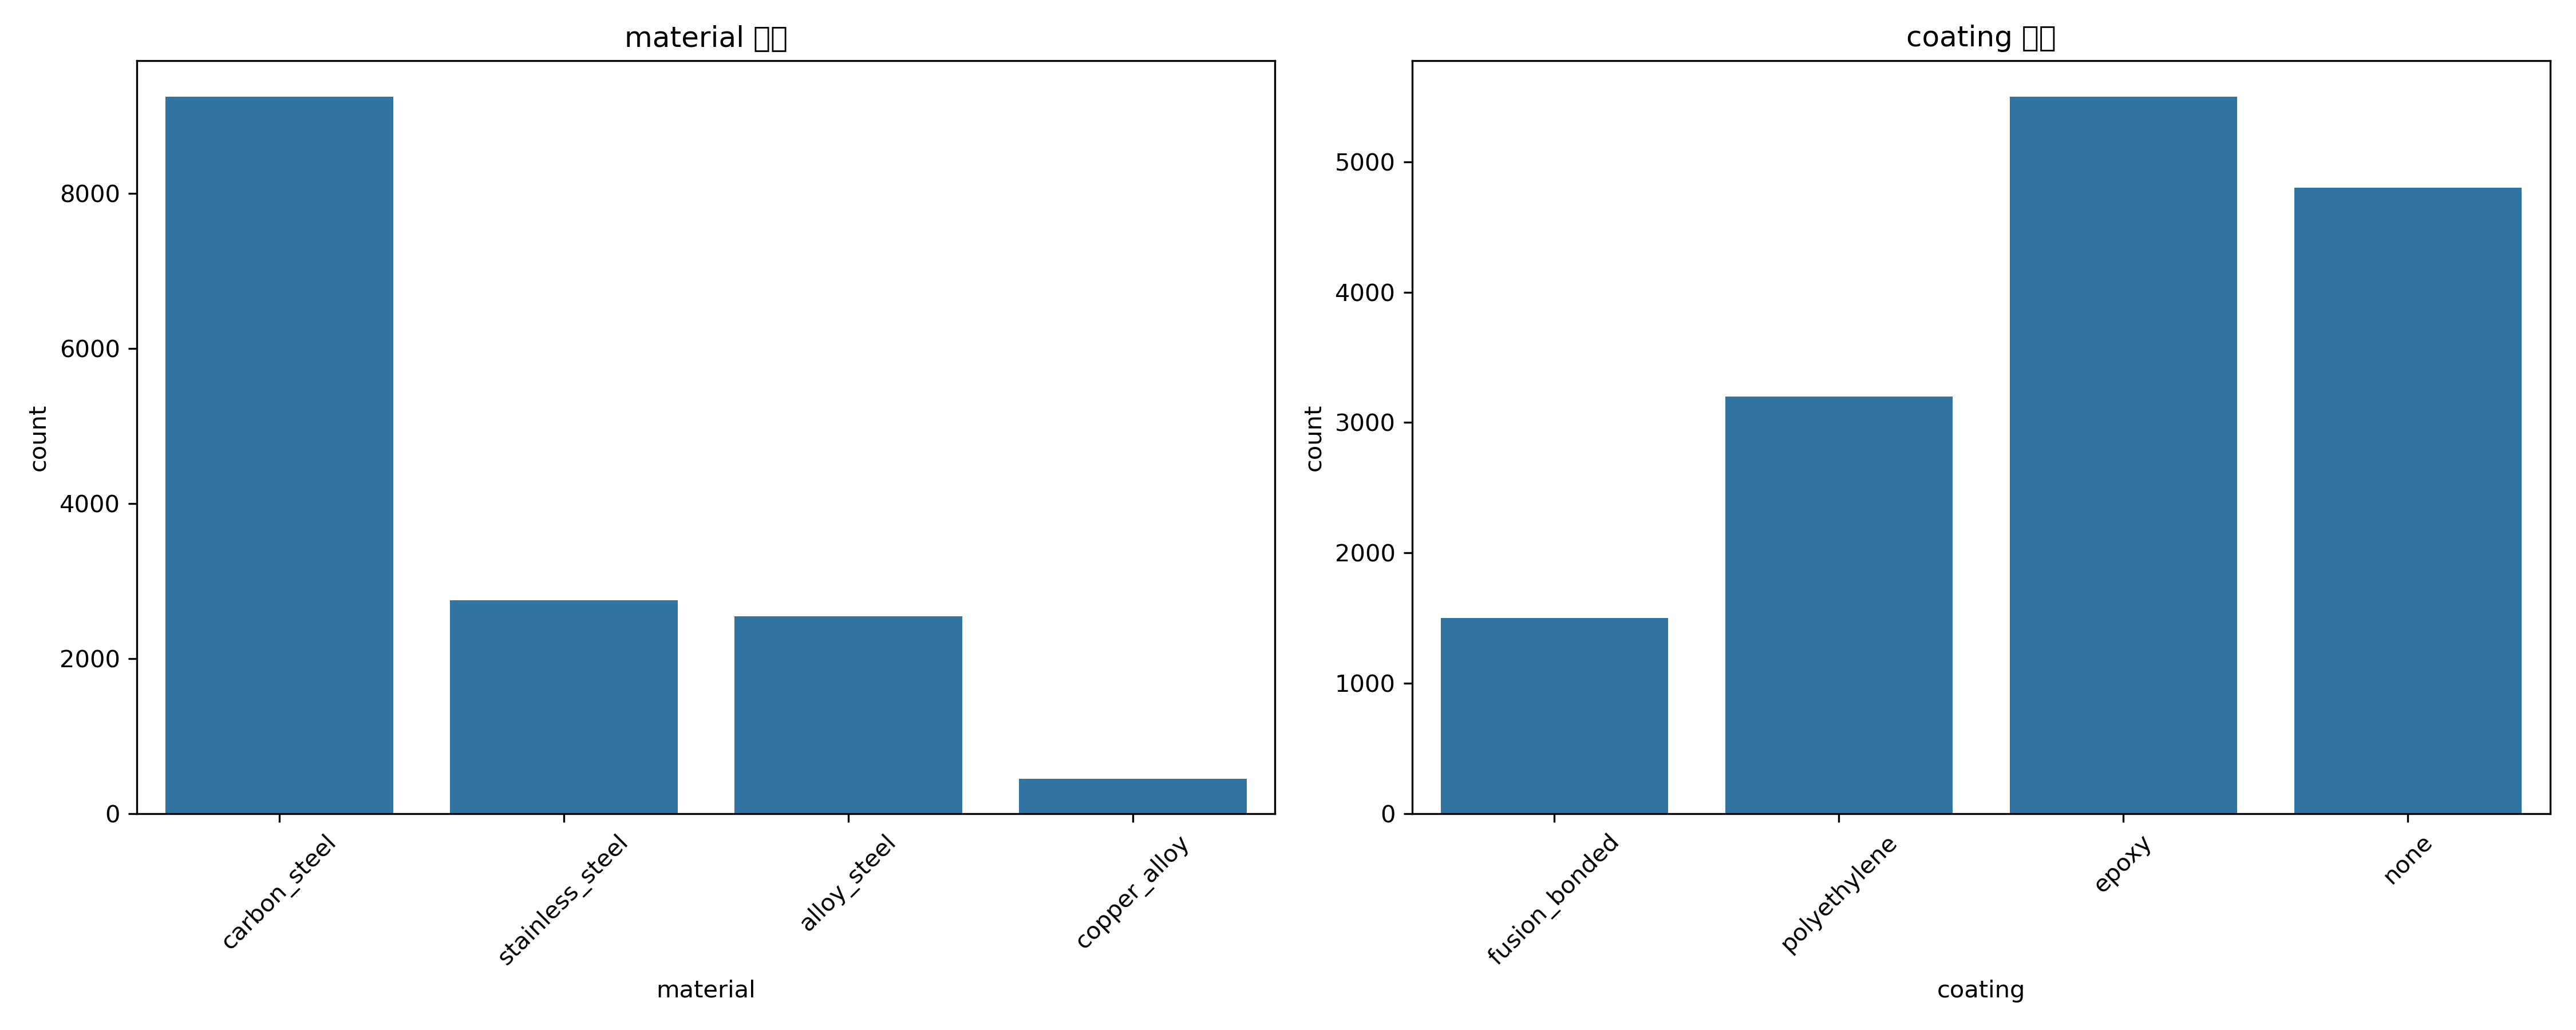 material
8000
6000
4000
2000
0
count
carbon_steel
stainless_steel
alloy_steel
copper_alloy
material
coating
5000
4000
3000
2000
1000
0
count
fusion_bonded
polyethylene
epoxy
none
coating